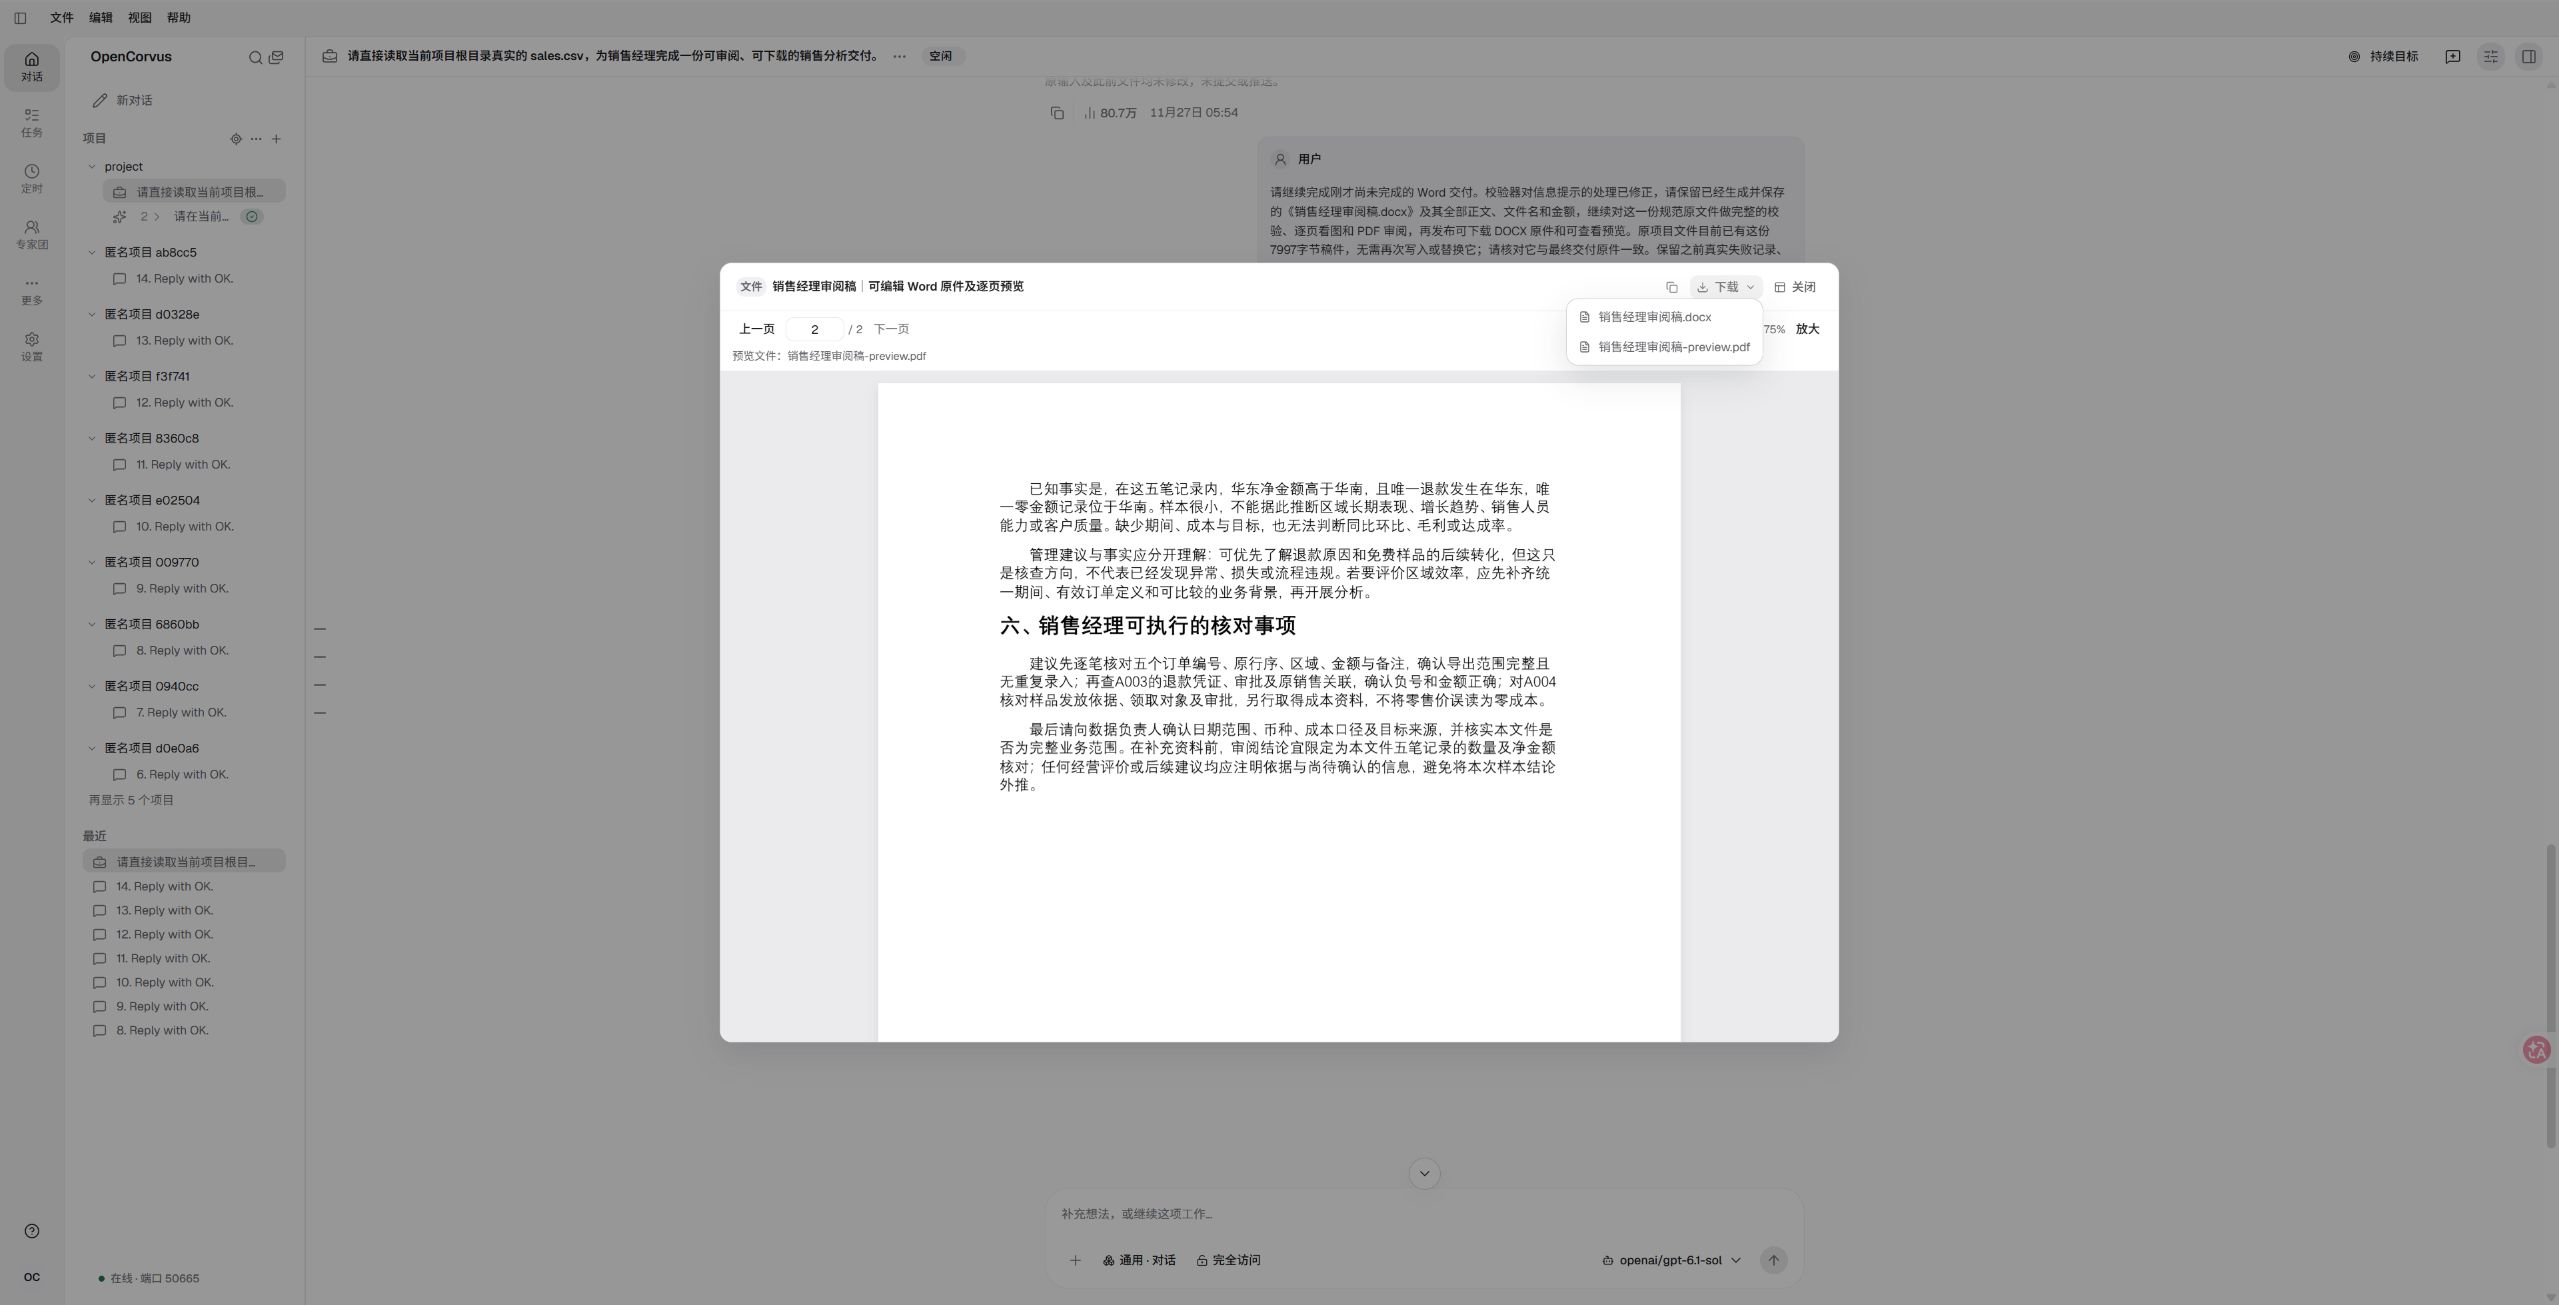 文件 编辑 视图 帮助
对话
任务
定时
专家团
更多
设置
OC
OpenCorvus
新对话
项目
project
请直接读取当前项目根...
2 请在当前...
匿名项目 ab8cc5
14. Reply with OK.
匿名项目 d0328e
13. Reply with OK.
匿名项目 f3f741
12. Reply with OK.
匿名项目 8360c8
11. Reply with OK.
匿名项目 e02504
10. Reply with OK.
匿名项目 009770
9. Reply with OK.
匿名项目 6860bb
8. Reply with OK.
匿名项目 0940cc
7. Reply with OK.
匿名项目 d0e0a6
6. Reply with OK.
再显示 5 个项目
最近
请直接读取当前项目根目...
14. Reply with OK.
13. Reply with OK.
12. Reply with OK.
11. Reply with OK.
10. Reply with OK.
9. Reply with OK.
8. Reply with OK.
在线 · 端口 50665
请直接读取当前项目根目录真实的 sales.csv，为销售经理完成一份可审阅、可下载的销售分析交付。 ... 空闲
持续目标
原输入及此前文件均未修改，未提交或推送。
80.7万 11月27日 05:54
用户
请继续完成刚才尚未完成的 Word 交付。校验器对信息提示的处理已修正，请保留已经生成并保存
的《销售经理审阅稿.docx》及其全部正文、文件名和金额，继续对这一份规范原文件做完整的校
验、逐页看图和 PDF 审阅，再发布可下载 DOCX 原件和可查看预览。原项目文件目前已有这份
7997字节稿件，无需再次写入或替换它；请核对它与最终交付原件一致。保留之前真实失败记录、
文件 销售经理审阅稿｜可编辑 Word 原件及逐页预览
下载 关闭
销售经理审阅稿.docx
销售经理审阅稿-preview.pdf
上一页 2 / 2 下一页
75% 放大
预览文件：销售经理审阅稿-preview.pdf
已知事实是，在这五笔记录内，华东净金额高于华南，且唯一退款发生在华东，唯
一零金额记录位于华南。样本很小，不能据此推断区域长期表现、增长趋势、销售人员
能力或客户质量。缺少期间、成本与目标，也无法判断同比环比、毛利或达成率。
管理建议与事实应分开理解：可优先了解退款原因和免费样品的后续转化，但这只
是核查方向，不代表已经发现异常、损失或流程违规。若要评价区域效率，应先补齐统
一期间、有效订单定义和可比较的业务背景，再开展分析。
六、销售经理可执行的核对事项
建议先逐笔核对五个订单编号、原行序、区域、金额与备注，确认导出范围完整且
无重复录入；再查A003的退款凭证、审批及原销售关联，确认负号和金额正确；对A004
核对样品发放依据、领取对象及审批，另行取得成本资料，不将零售价误读为零成本。
最后请向数据负责人确认日期范围、币种、成本口径及目标来源，并核实本文件是
否为完整业务范围。在补充资料前，审阅结论宜限定为本文件五笔记录的数量及净金额
核对；任何经营评价或后续建议均应注明依据与尚待确认的信息，避免将本次样本结论
外推。
补充想法，或继续这项工作...
通用 · 对话 完全访问
openai/gpt-6.1-sol